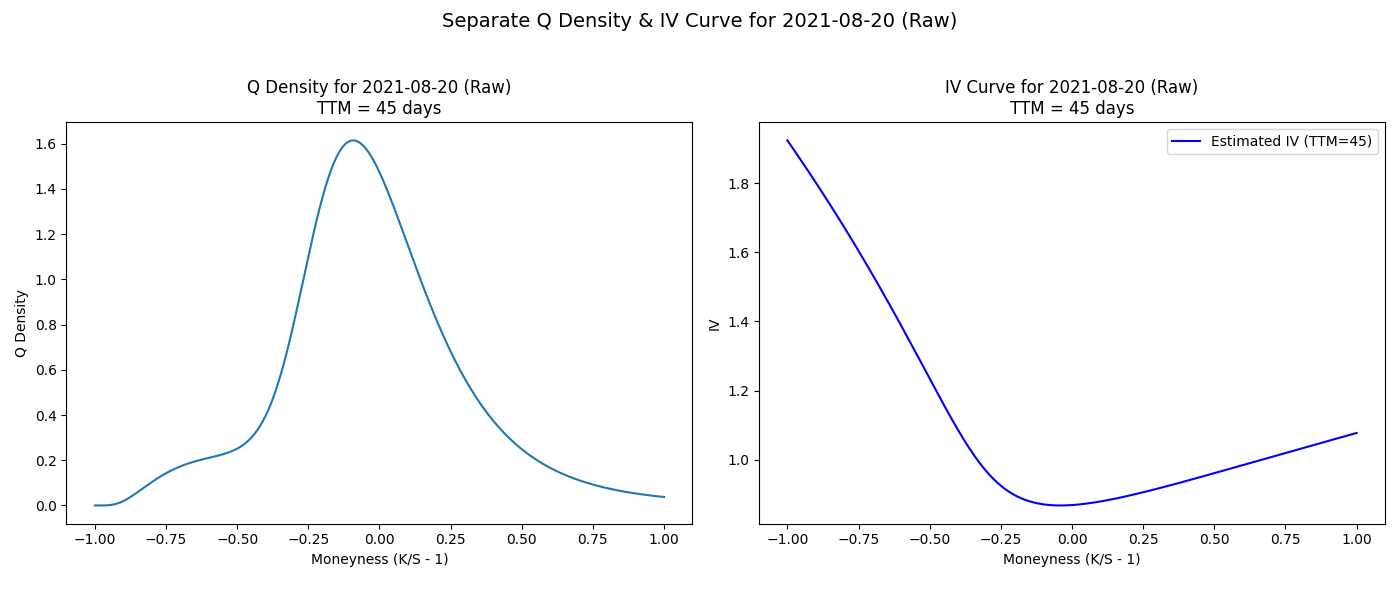 Separate Q Density & IV Curve for 2021-08-20 (Raw)
Q Density for 2021-08-20 (Raw)
TTM = 45 days
Q Density
1.6
1.4
1.2
1.0
0.8
0.6
0.4
0.2
0.0
−1.00 −0.75 −0.50 −0.25 0.00 0.25 0.50 0.75 1.00
Moneyness (K/S - 1)
IV Curve for 2021-08-20 (Raw)
TTM = 45 days
Estimated IV (TTM=45)
IV
1.8
1.6
1.4
1.2
1.0
−1.00 −0.75 −0.50 −0.25 0.00 0.25 0.50 0.75 1.00
Moneyness (K/S - 1)